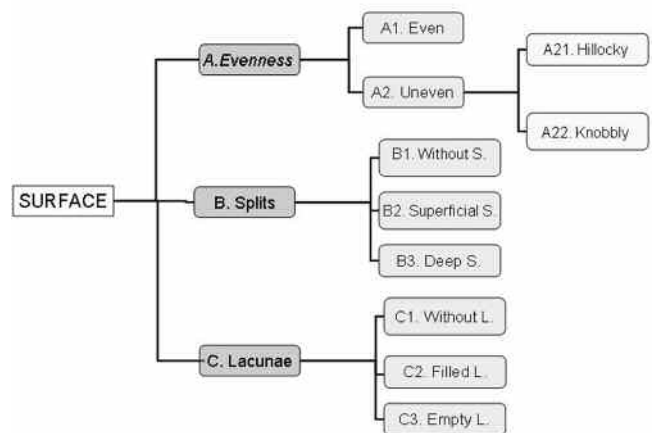 SURFACE
A.Evenness
A1. Even
A2. Uneven
A21. Hillocky
A22. Knobbly
B. Splits
B1. Without S.
B2. Superficial S.
B3. Deep S.
C. Lacunae
C1. Without L.
C2. Filled L.
C3. Empty L.